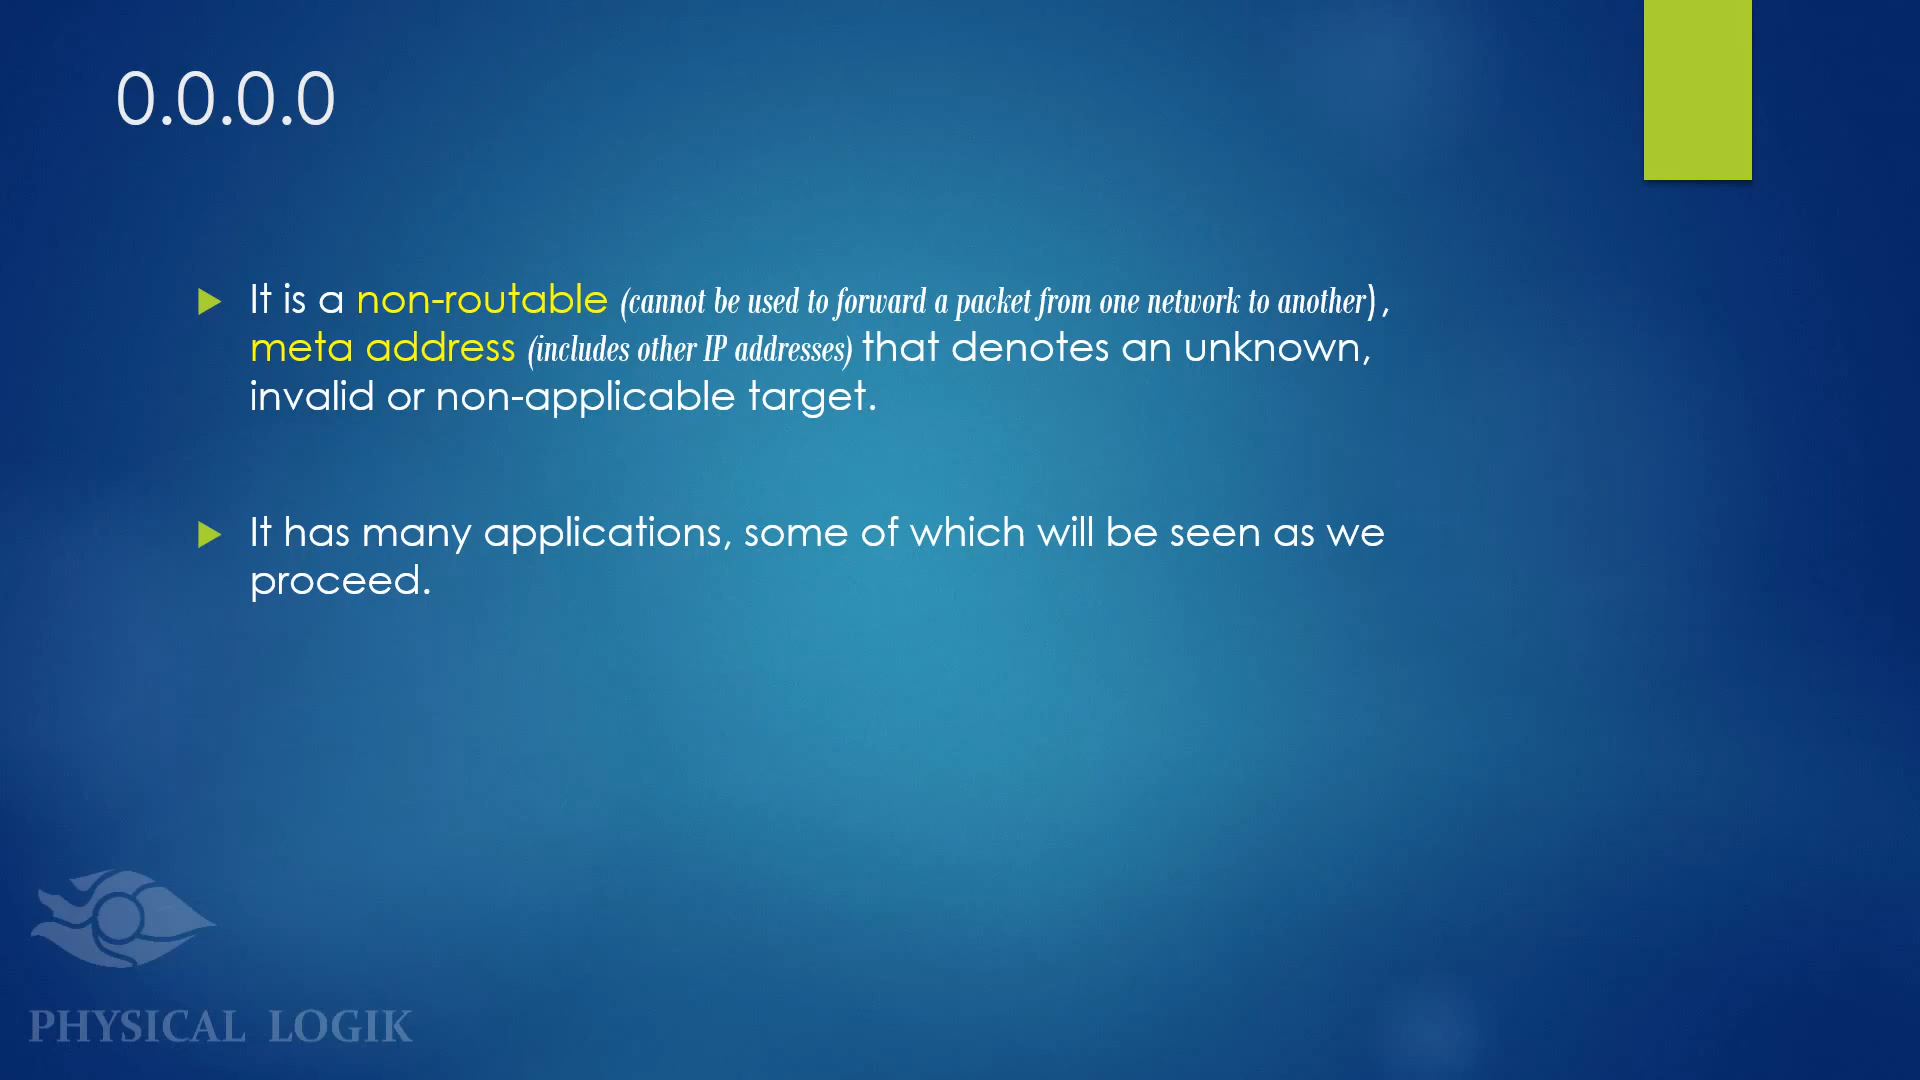 0.0.0.0
It is a non-routable (cannot be used to forward a packet from one network to another),
meta address (includes other IP addresses) that denotes an unknown,
invalid or non-applicable target.
It has many applications, some of which will be seen as we
proceed.
PHYSICAL LOGIK